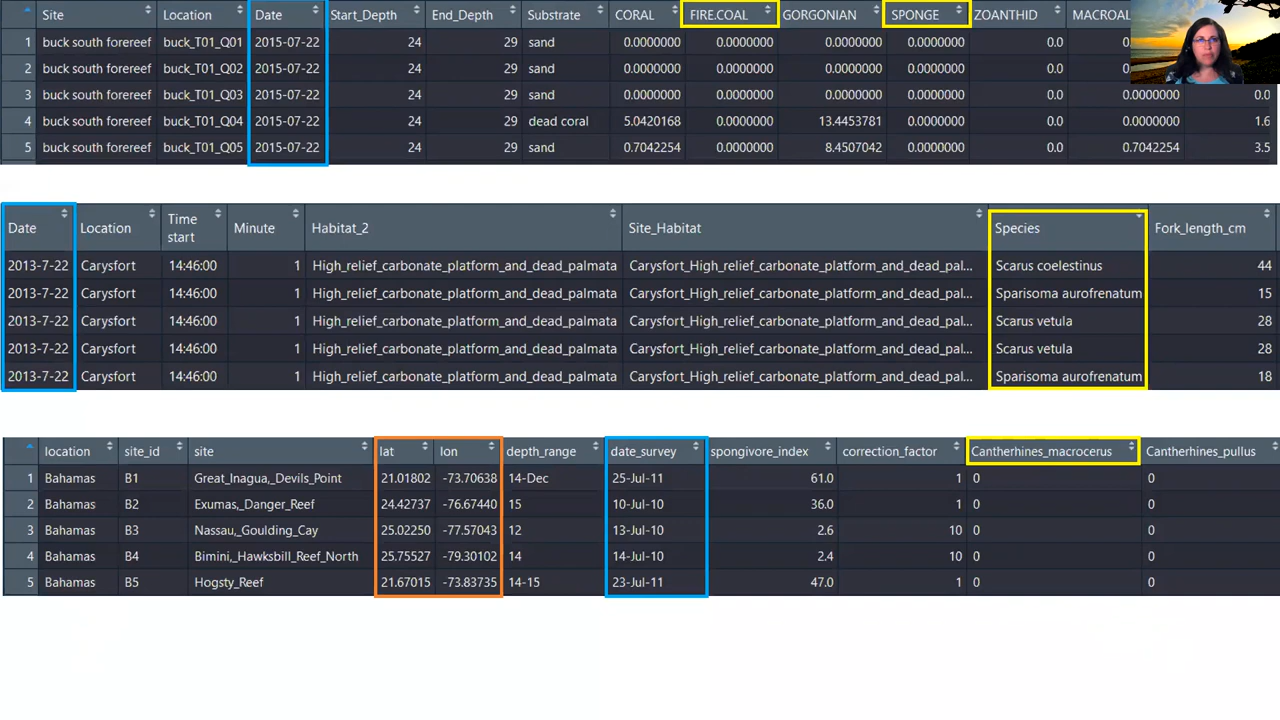 Site Location Date Start_Depth End_Depth Substrate CORAL FIRE.COAL GORGONIAN SPONGE ZOANTHID MACROAL
1 buck south forereef buck_T01_Q01 2015-07-22 24 29 sand 0.0000000 0.0000000 0.0000000 0.0000000 0.0 0.
2 buck south forereef buck_T01_Q02 2015-07-22 24 29 sand 0.0000000 0.0000000 0.0000000 0.0000000 0.0 0.
3 buck south forereef buck_T01_Q03 2015-07-22 24 29 sand 0.0000000 0.0000000 0.0000000 0.0000000 0.0 0.0000000 0.0
4 buck south forereef buck_T01_Q04 2015-07-22 24 29 dead coral 5.0420168 0.0000000 13.4453781 0.0000000 0.0 0.0000000 1.6
5 buck south forereef buck_T01_Q05 2015-07-22 24 29 sand 0.7042254 0.0000000 8.4507042 0.0000000 0.0 0.7042254 3.5
Date Location Time start Minute Habitat_2 Site_Habitat Species Fork_length_cm
2013-7-22 Carysfort 14:46:00 1 High_relief_carbonate_platform_and_dead_palmata Carysfort_High_relief_carbonate_platform_and_dead_pal... Scarus coelestinus 44
2013-7-22 Carysfort 14:46:00 1 High_relief_carbonate_platform_and_dead_palmata Carysfort_High_relief_carbonate_platform_and_dead_pal... Sparisoma aurofrenatum 15
2013-7-22 Carysfort 14:46:00 1 High_relief_carbonate_platform_and_dead_palmata Carysfort_High_relief_carbonate_platform_and_dead_pal... Scarus vetula 28
2013-7-22 Carysfort 14:46:00 1 High_relief_carbonate_platform_and_dead_palmata Carysfort_High_relief_carbonate_platform_and_dead_pal... Scarus vetula 28
2013-7-22 Carysfort 14:46:00 1 High_relief_carbonate_platform_and_dead_palmata Carysfort_High_relief_carbonate_platform_and_dead_pal... Sparisoma aurofrenatum 18
location site_id site lat lon depth_range date_survey spongivore_index correction_factor Cantherhines_macrocerus Cantherhines_pullus
1 Bahamas B1 Great_Inagua,_Devils_Point 21.01802 -73.70638 14-Dec 25-Jul-11 61.0 1 0 0
2 Bahamas B2 Exumas,_Danger_Reef 24.42737 -76.67440 15 10-Jul-10 36.0 1 0 0
3 Bahamas B3 Nassau,_Goulding_Cay 25.02250 -77.57043 12 13-Jul-10 2.6 10 0 0
4 Bahamas B4 Bimini,_Hawksbill_Reef_North 25.75527 -79.30102 14 14-Jul-10 2.4 10 0 0
5 Bahamas B5 Hogsty_Reef 21.67015 -73.83735 14-15 23-Jul-11 47.0 1 0 0